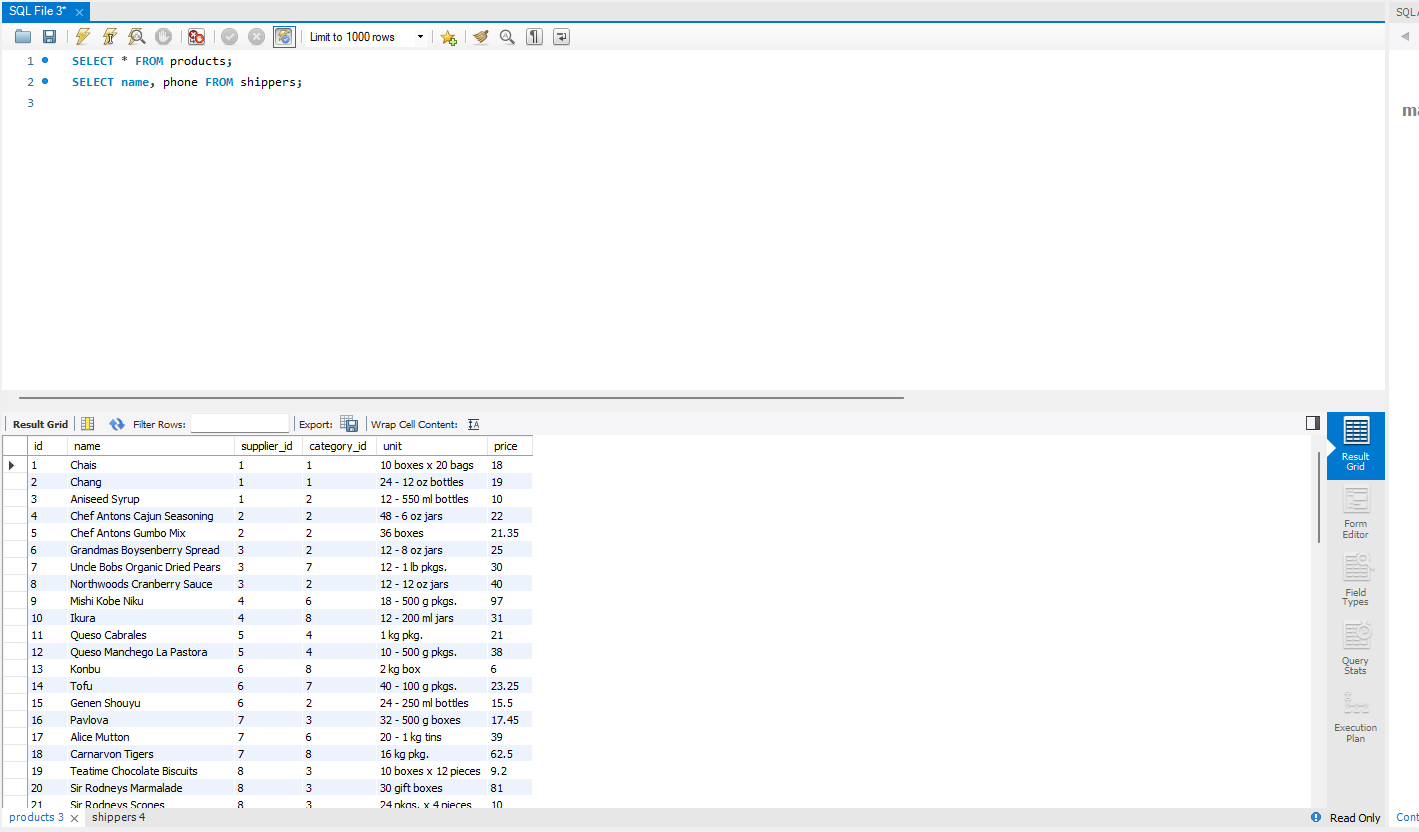 SQL File 3*
SQL
Limit to 1000 rows
1 SELECT * FROM products;
2 SELECT name, phone FROM shippers;
3
Result Grid Filter Rows: Export: Wrap Cell Content:
id name supplier_id category_id unit price
1 Chais 1 1 10 boxes x 20 bags 18
2 Chang 1 1 24 - 12 oz bottles 19
3 Aniseed Syrup 1 2 12 - 550 ml bottles 10
4 Chef Antons Cajun Seasoning 2 2 48 - 6 oz jars 22
5 Chef Antons Gumbo Mix 2 2 36 boxes 21.35
6 Grandmas Boysenberry Spread 3 2 12 - 8 oz jars 25
7 Uncle Bobs Organic Dried Pears 3 7 12 - 1 lb pkgs. 30
8 Northwoods Cranberry Sauce 3 2 12 - 12 oz jars 40
9 Mishi Kobe Niku 4 6 18 - 500 g pkgs. 97
10 Ikura 4 8 12 - 200 ml jars 31
11 Queso Cabrales 5 4 1 kg pkg. 21
12 Queso Manchego La Pastora 5 4 10 - 500 g pkgs. 38
13 Konbu 6 8 2 kg box 6
14 Tofu 6 7 40 - 100 g pkgs. 23.25
15 Genen Shouyu 6 2 24 - 250 ml bottles 15.5
16 Pavlova 7 3 32 - 500 g boxes 17.45
17 Alice Mutton 7 6 20 - 1 kg tins 39
18 Carnarvon Tigers 7 8 16 kg pkg. 62.5
19 Teatime Chocolate Biscuits 8 3 10 boxes x 12 pieces 9.2
20 Sir Rodneys Marmalade 8 3 30 gift boxes 81
21 Sir Rodneys Scones 8 3 24 pkgs. x 4 pieces 10
Result
Grid
Form
Editor
Field
Types
Query
Stats
Execution
Plan
products 3 shippers 4
Read Only
Cont
ma